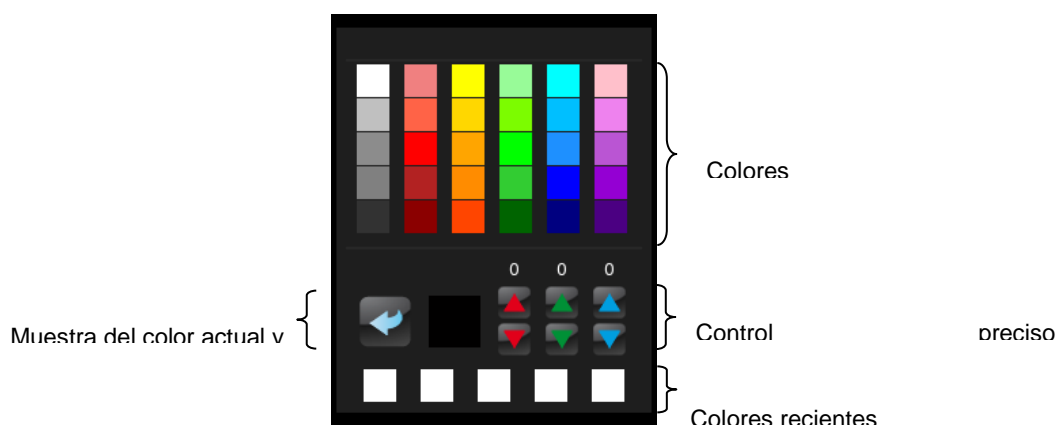 Colores
0 0 0
Muestra del color actual y
Control preciso
Colores recientes